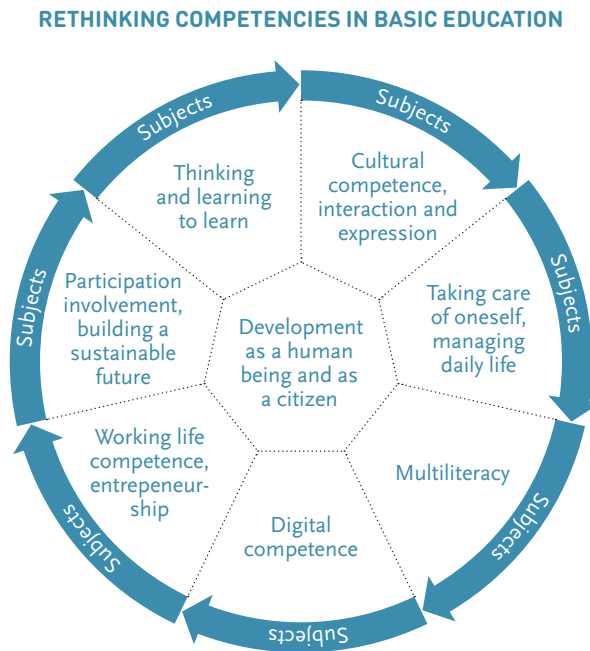 RETHINKING COMPETENCIES IN BASIC EDUCATION
Subjects
Subjects
Thinking
and learning
to learn
Cultural
competence,
interaction and
expression
Subjects
Subjects
Participation
involvement,
building a
sustainable
future
Development
as a human
being and as
a citizen
Taking care
of oneself,
managing
daily life
Working life
competence,
entrepeneur-
ship
Multiliteracy
Digital
competence
Subjects
Subjects
Subjects